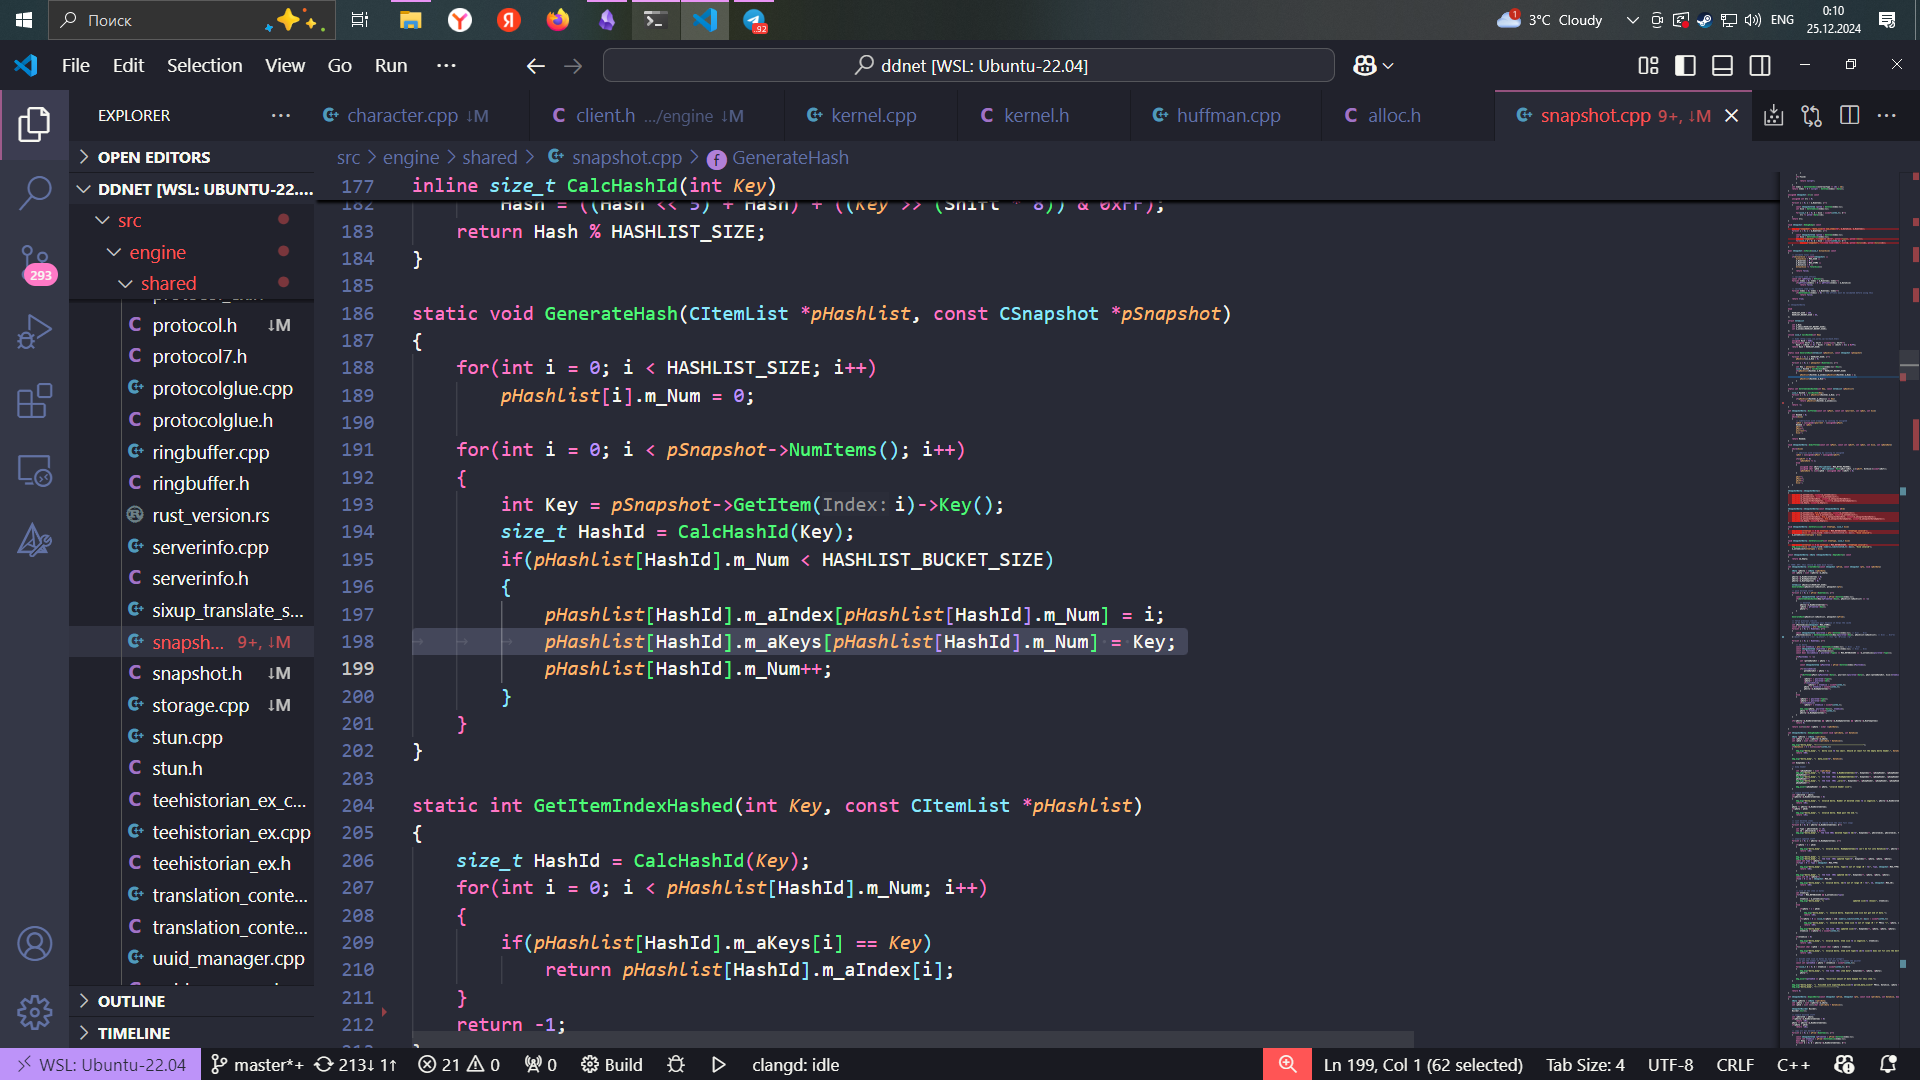 Поиск
92
1
3°C Cloudy
ENG
0:10
25.12.2024
File Edit Selection View Go Run ···
ddnet [WSL: Ubuntu-22.04]
EXPLORER
character.cpp ↓M
client.h .../engine ↓M
kernel.cpp
kernel.h
huffman.cpp
alloc.h
snapshot.cpp 9+, ↓M
OPEN EDITORS
DDNET [WSL: UBUNTU-22....
src
engine
shared
protocol.h ↓M
protocol7.h
protocolglue.cpp
protocolglue.h
ringbuffer.cpp
ringbuffer.h
rust_version.rs
serverinfo.cpp
serverinfo.h
sixup_translate_s...
snapsh... 9+, ↓M
snapshot.h ↓M
storage.cpp ↓M
stun.cpp
stun.h
teehistorian_ex_c...
teehistorian_ex.cpp
teehistorian_ex.h
translation_conte...
translation_conte...
uuid_manager.cpp
OUTLINE
TIMELINE
293
src > engine > shared > snapshot.cpp > GenerateHash
177 inline size_t CalcHashId(int Key)
182 Hash = ((Hash << 5) + Hash) + ((Key >> (Shift * 8)) & 0xFF);
183 return Hash % HASHLIST_SIZE;
184 }
185
186 static void GenerateHash(CItemList *pHashlist, const CSnapshot *pSnapshot)
187 {
188 for(int i = 0; i < HASHLIST_SIZE; i++)
189 pHashlist[i].m_Num = 0;
190
191 for(int i = 0; i < pSnapshot->NumItems(); i++)
192 {
193 int Key = pSnapshot->GetItem(Index: i)->Key();
194 size_t HashId = CalcHashId(Key);
195 if(pHashlist[HashId].m_Num < HASHLIST_BUCKET_SIZE)
196 {
197 pHashlist[HashId].m_aIndex[pHashlist[HashId].m_Num] = i;
198 pHashlist[HashId].m_aKeys[pHashlist[HashId].m_Num] = Key;
199 pHashlist[HashId].m_Num++;
200 }
201 }
202 }
203
204 static int GetItemIndexHashed(int Key, const CItemList *pHashlist)
205 {
206 size_t HashId = CalcHashId(Key);
207 for(int i = 0; i < pHashlist[HashId].m_Num; i++)
208 {
209 if(pHashlist[HashId].m_aKeys[i] == Key)
210 return pHashlist[HashId].m_aIndex[i];
211 }
212 return -1;
WSL: Ubuntu-22.04
master*+
213↓ 1↑
21 0
0
Build
clangd: idle
Ln 199, Col 1 (62 selected)
Tab Size: 4
UTF-8
CRLF
C++